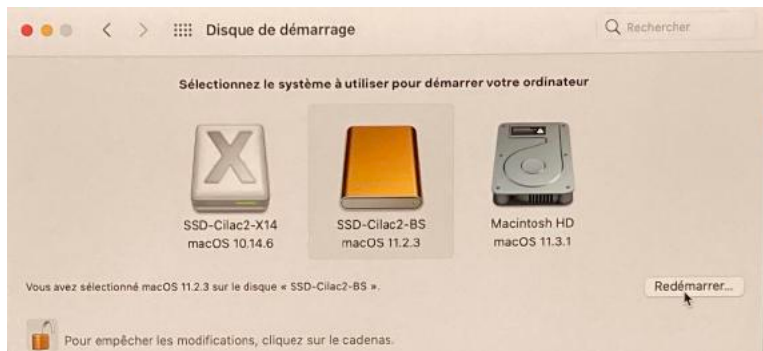 Disque de démarrage
Rechercher
Sélectionnez le système à utiliser pour démarrer votre ordinateur
X
SSD-Cilac2-X14
macOS 10.14.6
SSD-Cilac2-BS
macOS 11.2.3
Macintosh HD
macOS 11.3.1
Vous avez sélectionné macOS 11.2.3 sur le disque « SSD-Cilac2-BS ».
Redémarrer...
Pour empêcher les modifications, cliquez sur le cadenas.